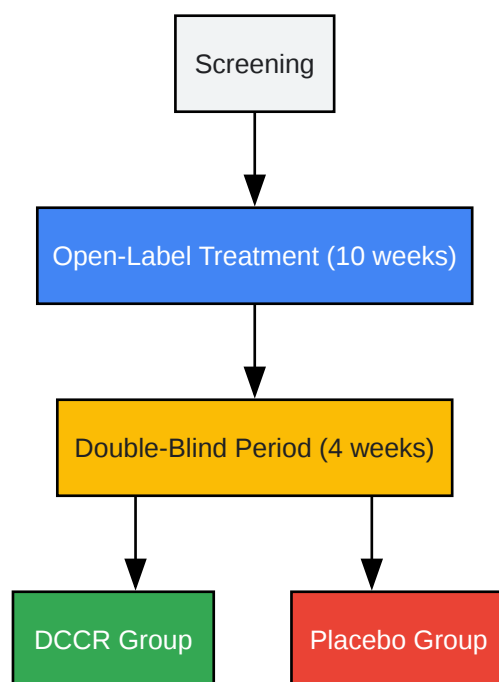 Screening
Open-Label Treatment (10 weeks)
Double-Blind Period (4 weeks)
DCCR Group
Placebo Group